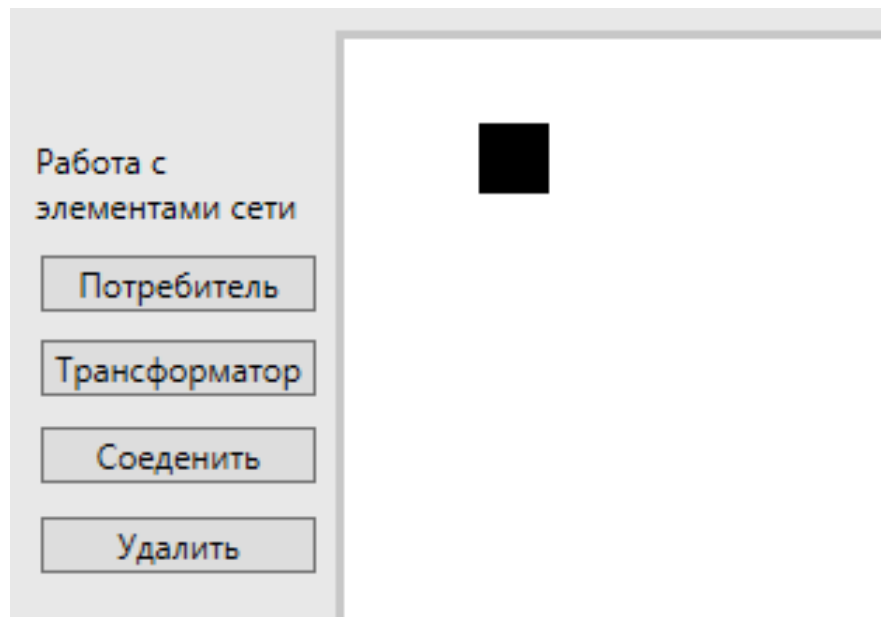 Работа с
элементами сети
Потребитель
Трансформатор
Соеденить
Удалить